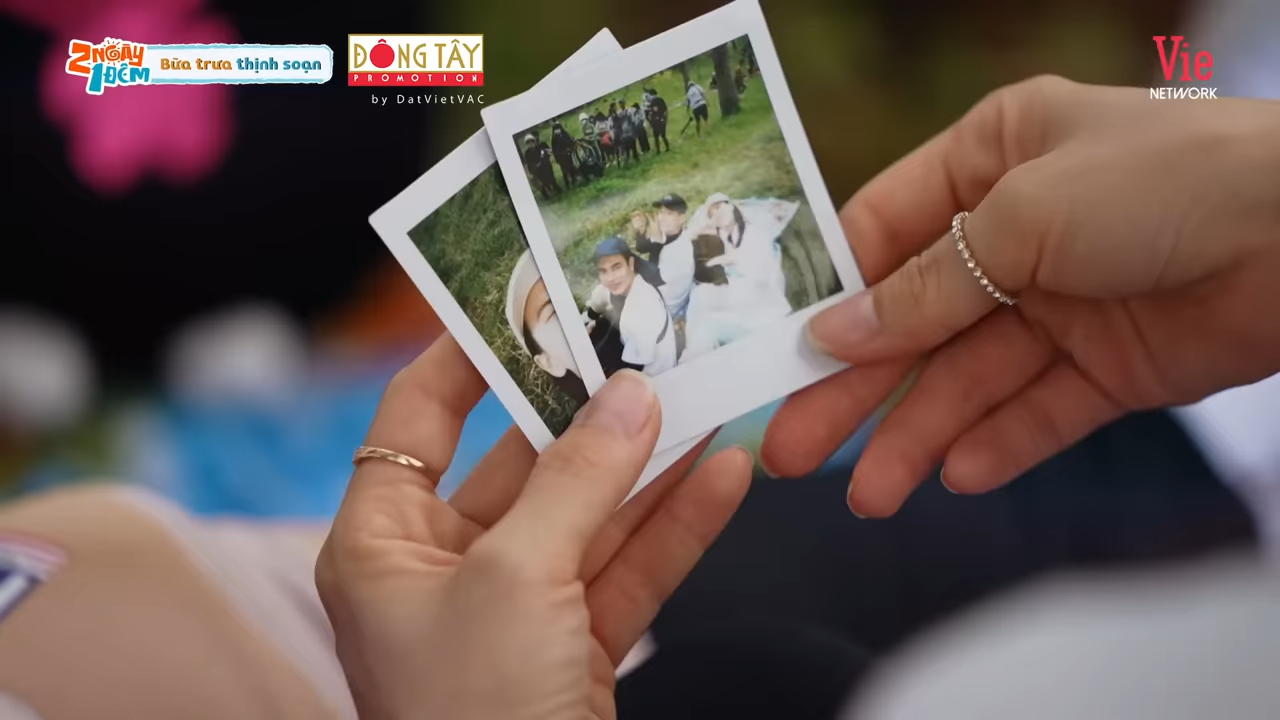 2 NGÀY
1 ĐÊM
Bữa trưa thịnh soạn
ĐÔNG TÂY
PROMOTION
by DatVietVAC
Vie
NETWORK